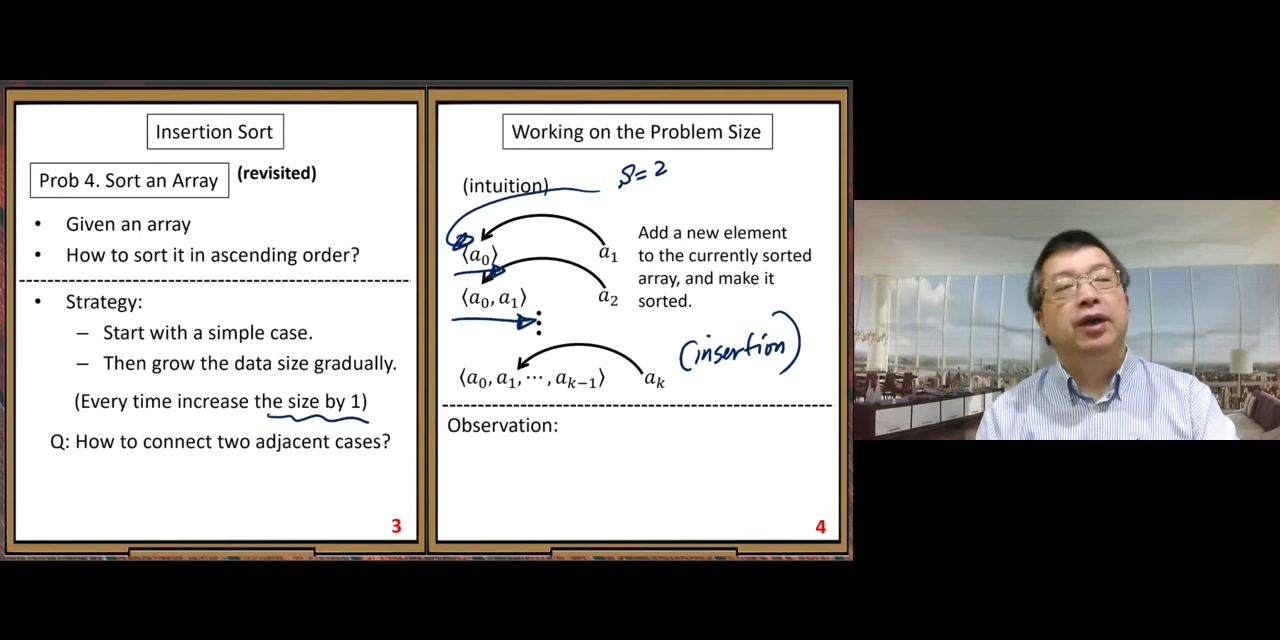 Insertion Sort
Prob 4. Sort an Array
(revisited)
• Given an array
• How to sort it in ascending order?
• Strategy:
– Start with a simple case.
– Then grow the data size gradually.
(Every time increase the size by 1)
Q: How to connect two adjacent cases?
3
Working on the Problem Size
(intuition)
S=2
⟨a₀⟩ a₁
⟨a₀, a₁⟩ a₂
⋮
⟨a₀, a₁, ⋯, aₖ₋₁⟩ aₖ
Add a new element
to the currently sorted
array, and make it
sorted.
(insertion)
Observation:
4